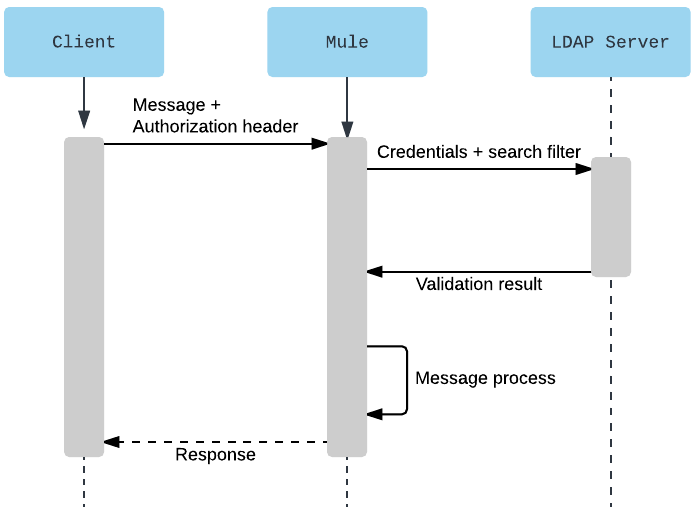 Client
Mule
LDAP Server
Message +
Authorization header
Credentials + search filter
Validation result
Message process
Response